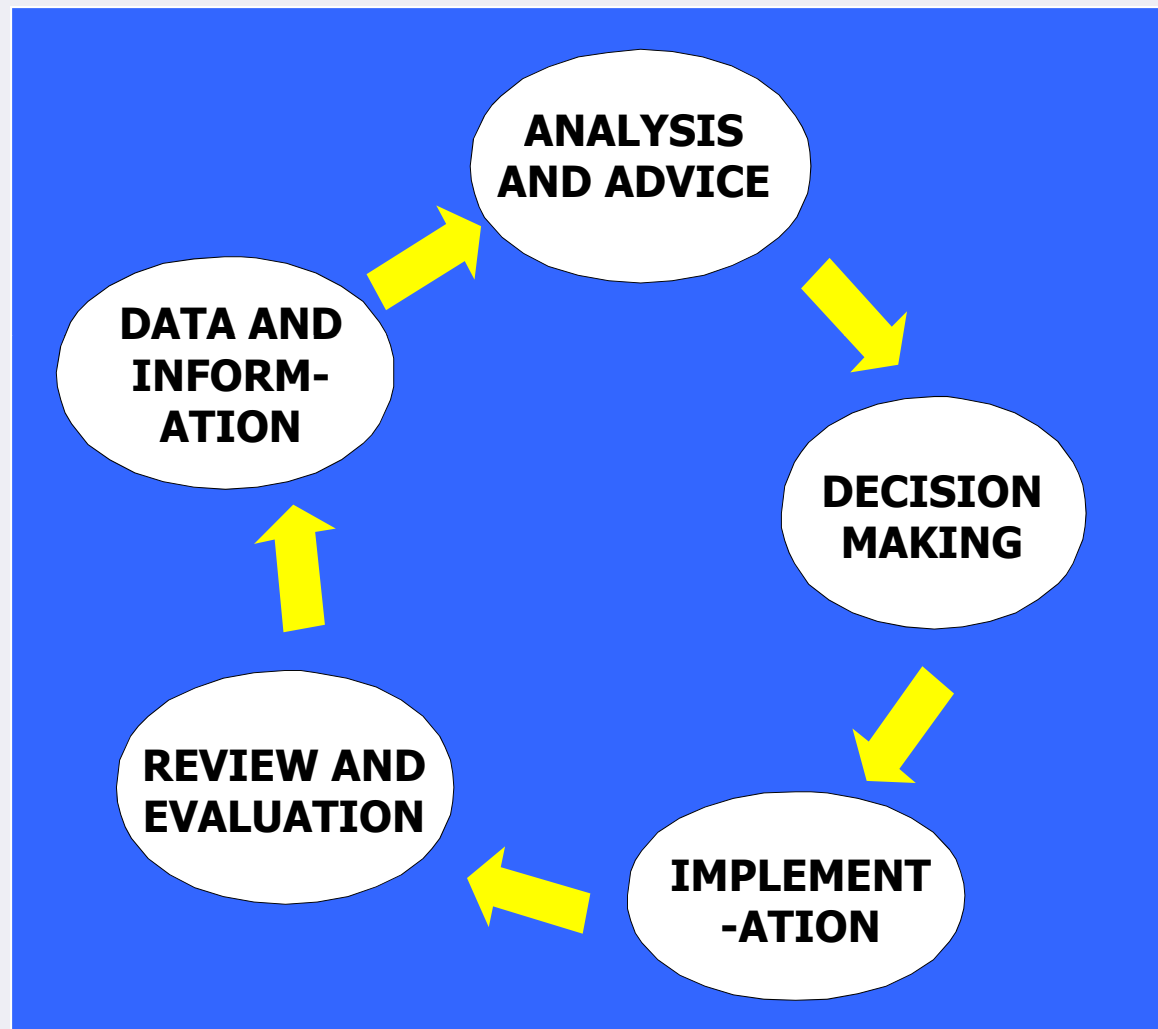 ANALYSIS
AND ADVICE
DATA AND
INFORM-
ATION
DECISION
MAKING
REVIEW AND
EVALUATION
IMPLEMENT
-ATION